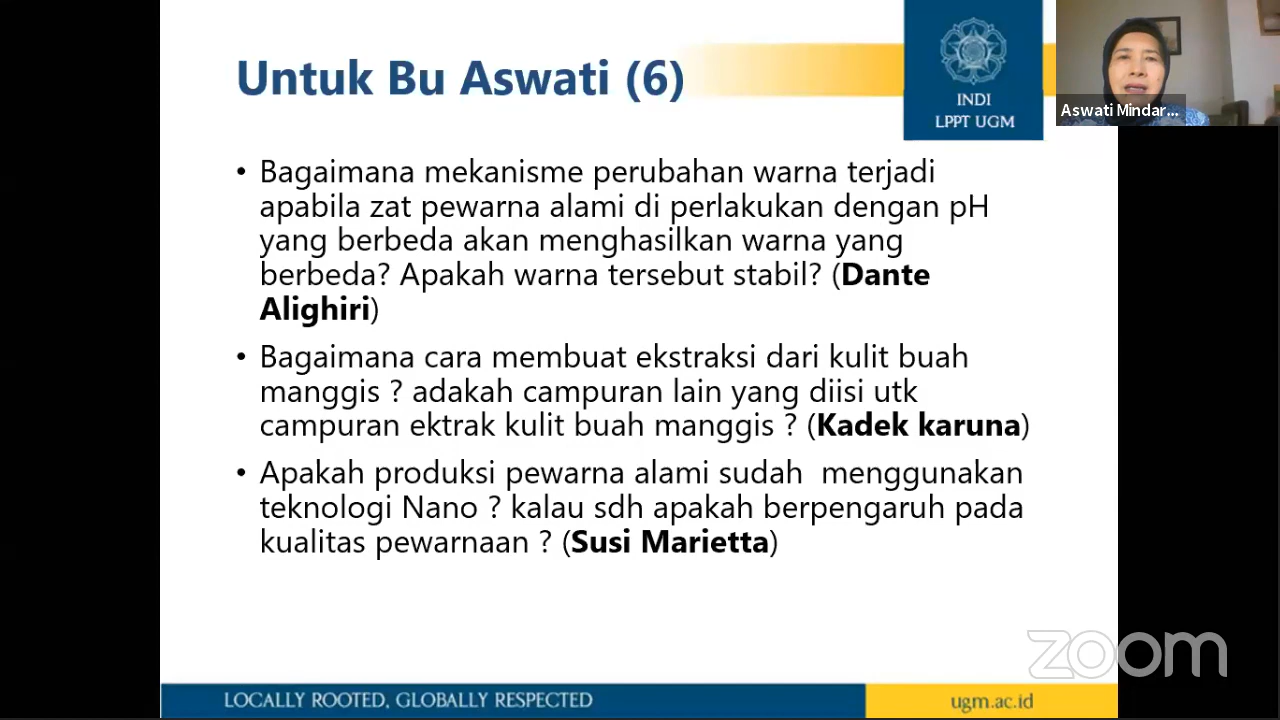 Untuk Bu Aswati (6)
INDI
LPPT UGM
Aswati Mindar...
• Bagaimana mekanisme perubahan warna terjadi
apabila zat pewarna alami di perlakukan dengan pH
yang berbeda akan menghasilkan warna yang
berbeda? Apakah warna tersebut stabil? (Dante
Alighiri)
• Bagaimana cara membuat ekstraksi dari kulit buah
manggis ? adakah campuran lain yang diisi utk
campuran ektrak kulit buah manggis ? (Kadek karuna)
• Apakah produksi pewarna alami sudah  menggunakan
teknologi Nano ? kalau sdh apakah berpengaruh pada
kualitas pewarnaan ? (Susi Marietta)
zoom
LOCALLY ROOTED, GLOBALLY RESPECTED
ugm.ac.id